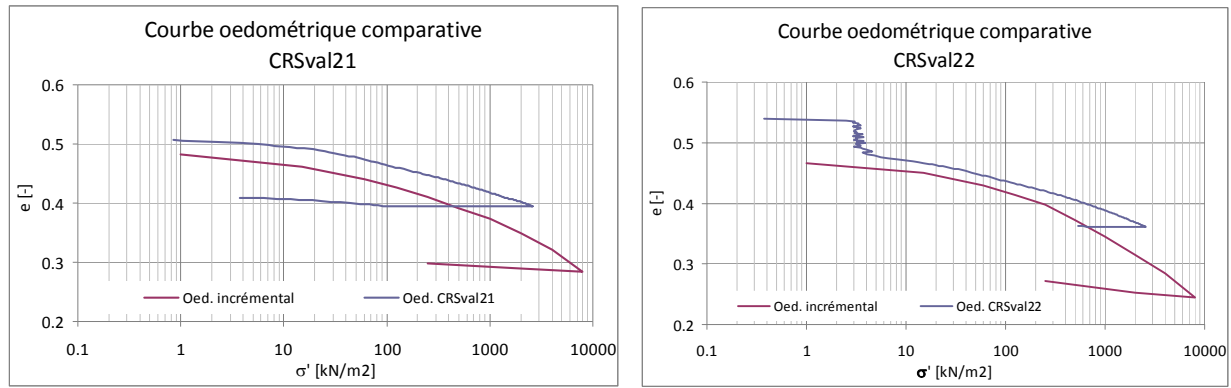 Courbe oedométrique comparative
CRSval21
0.6
0.5
0.4
0.3
0.2
e [-]
Oed. incrémental
Oed. CRSval21
0.1
1
10
100
1000
10000
σ' [kN/m2]
Courbe oedométrique comparative
CRSval22
0.6
0.5
0.4
0.3
0.2
e [-]
Oed. incrémental
Oed. CRSval22
0.1
1
10
100
1000
10000
σ' [kN/m2]